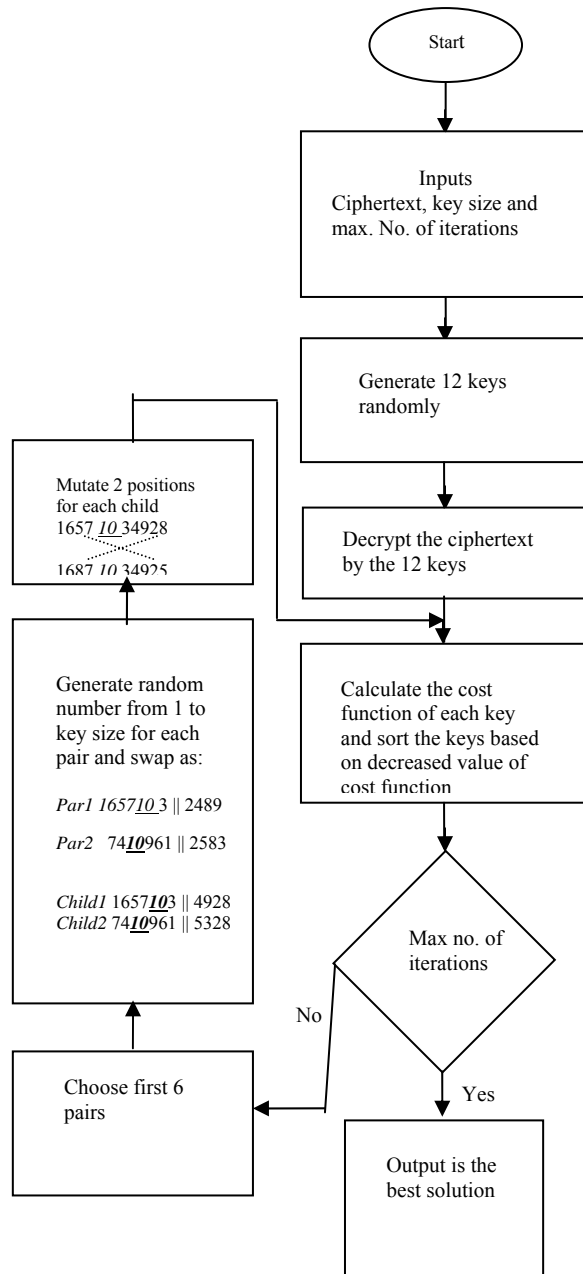 Start
Inputs
Ciphertext, key size and
max. No. of iterations
Generate 12 keys
randomly
Decrypt the ciphertext
by the 12 keys
Calculate the cost
function of each key
and sort the keys based
on decreased value of
cost function
Max no. of
iterations
Yes
Output is the
best solution
No
Choose first 6
pairs
Generate random
number from 1 to
key size for each
pair and swap as:
Par1 165710 3 || 2489
Par2 7410961 || 2583
Child1 1657103 || 4928
Child2 7410961 || 5328
Mutate 2 positions
for each child
1657 10 34928
1687 10 34925